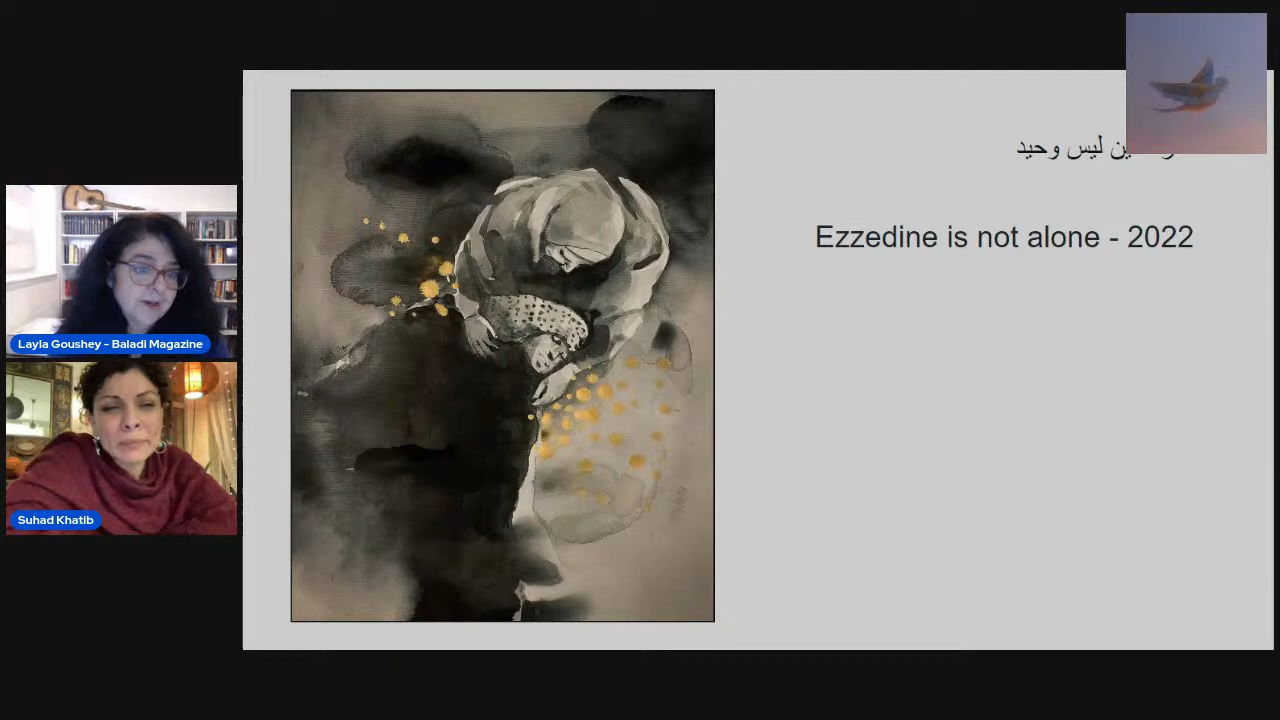 ليس وحيد
Ezzedine is not alone - 2022
Layla Goushey – Baladi Magazine
Suhad Khatib